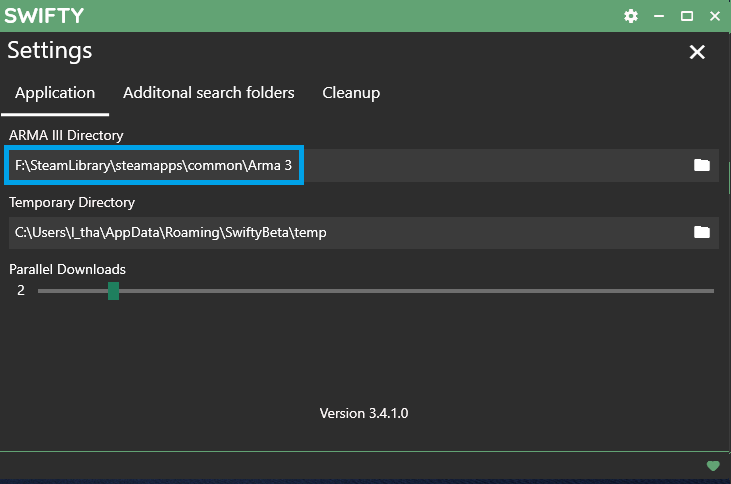 SWIFTY
Settings
Application Additonal search folders Cleanup
ARMA III Directory
F:\SteamLibrary\steamapps\common\Arma 3
Temporary Directory
C:\Users\l_tha\AppData\Roaming\SwiftyBeta\temp
Parallel Downloads
2
Version 3.4.1.0